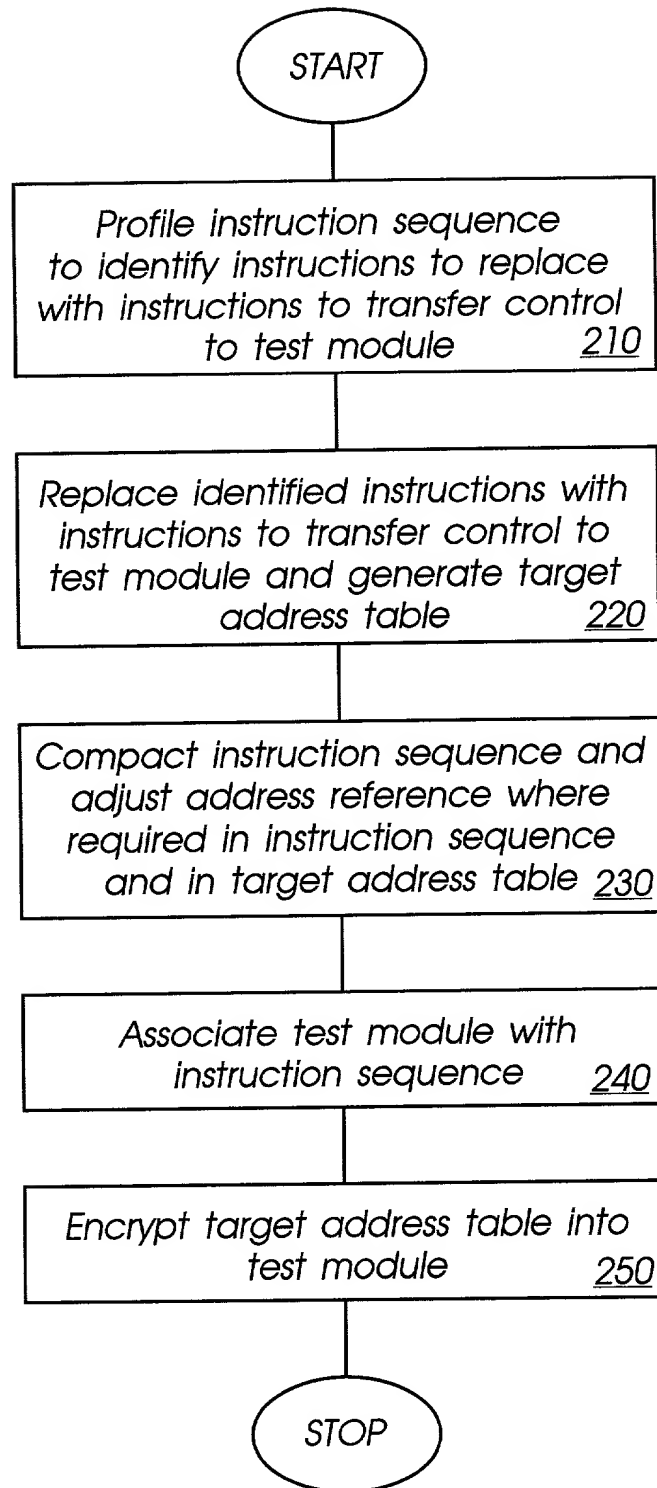 START
Profile instruction sequence
to identify instructions to replace
with instructions to transfer control
to test module 210
Replace identified instructions with
instructions to transfer control to
test module and generate target
address table 220
Compact instruction sequence and
adjust address reference where
required in instruction sequence
and in target address table 230
Associate test module with
instruction sequence 240
Encrypt target address table into
test module 250
STOP